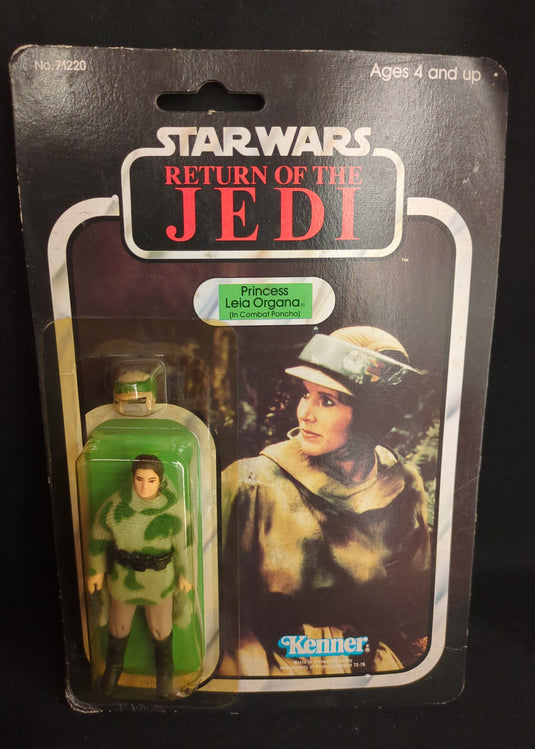 No. 71220
Ages 4 and up
STAR WARS
RETURN OF THE
JEDI
™
Princess
Leia Organa®
(In Combat Poncho)
Kenner®